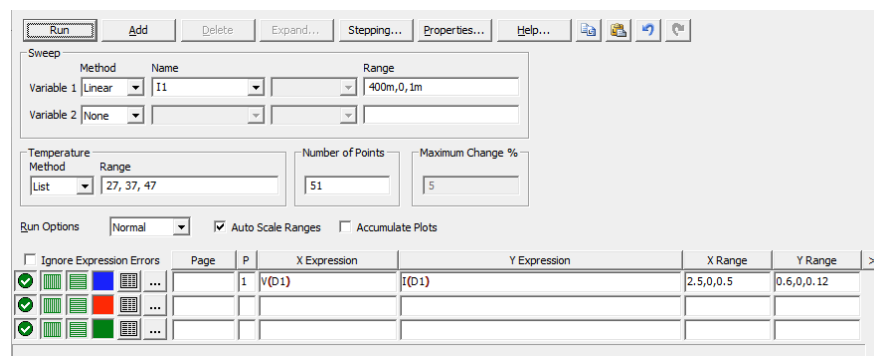 Run Add Delete Expand... Stepping... Properties... Help...
Sweep
Method Name Range
Variable 1 Linear I1 400m,0,1m
Variable 2 None
Temperature Number of Points Maximum Change %
Method Range
List 27, 37, 47 51 5
Run Options Normal Auto Scale Ranges Accumulate Plots
Ignore Expression Errors Page P X Expression Y Expression X Range Y Range >
... 1 V(D1) I(D1) 2.5,0,0.5 0.6,0,0.12
...
...